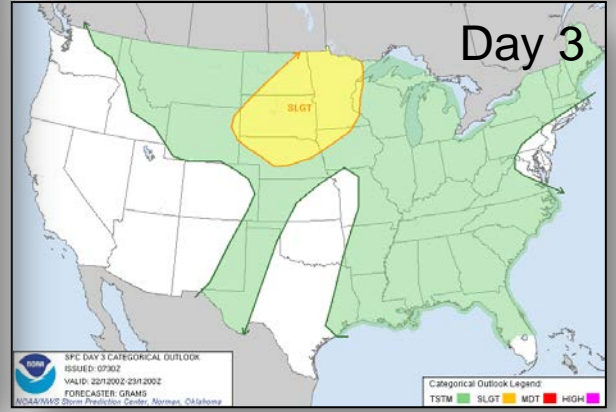 Day 3
SLGT
NOAA
SPC DAY 3 CATEGORICAL OUTLOOK
ISSUED: 0730Z
VALID: 22/1200Z-23/1200Z
FORECASTER: GRAMS
NOAA/NWS Storm Prediction Center, Norman, Oklahoma
Categorical Outlook Legend:
TSTM SLGT MDT HIGH